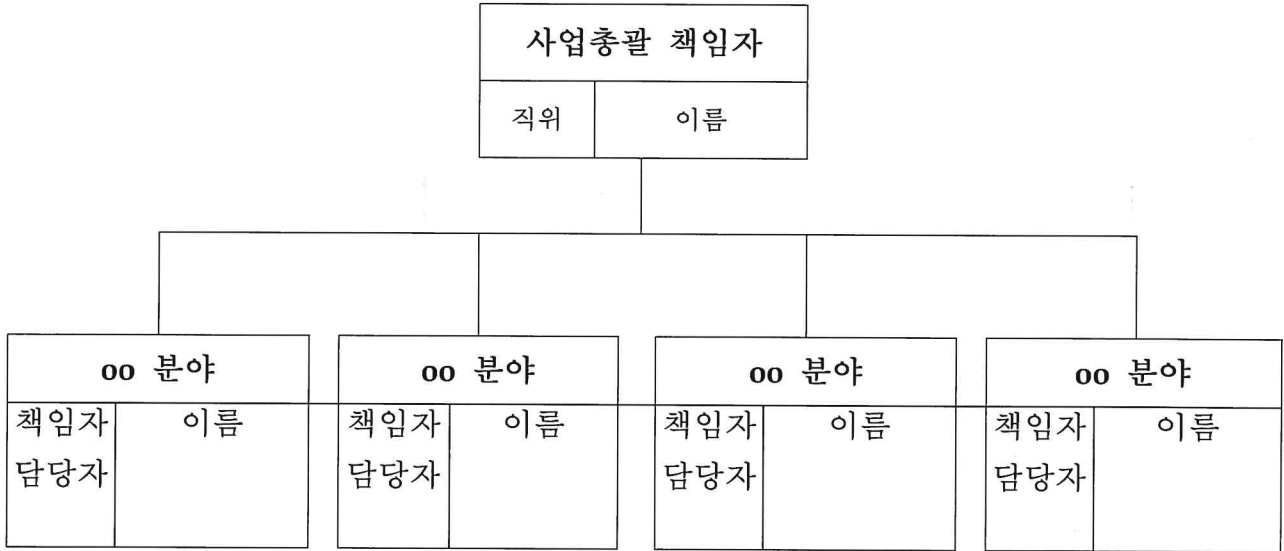 사업총괄 책임자
직위 이름
oo 분야 oo 분야 oo 분야 oo 분야
책임자 이름 책임자 이름 책임자 이름 책임자 이름
담당자 담당자 담당자 담당자